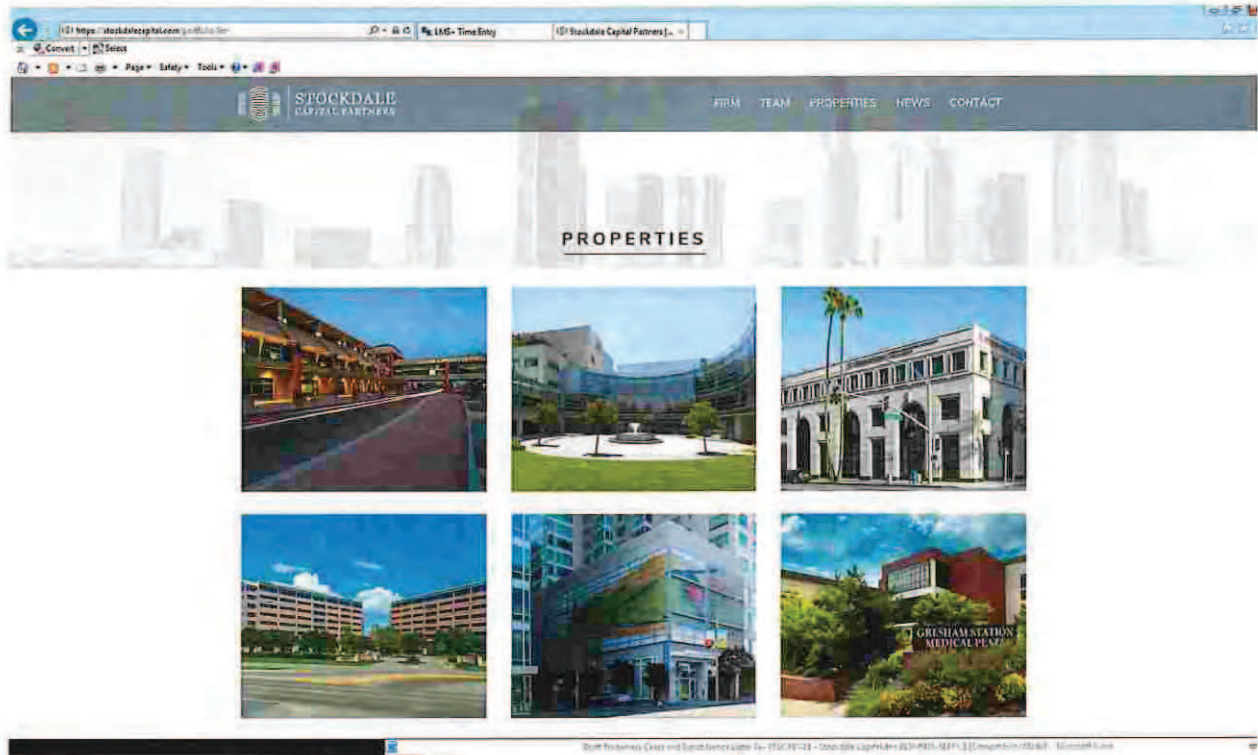 https://stockdalecapital.com
LMS - Time Entry
Stockdale Capital Partners
Convert Select
Page Safety Tools
STOCKDALE
CAPITAL PARTNERS
FIRM TEAM PROPERTIES NEWS CONTACT
PROPERTIES
GRESHAM STATION
MEDICAL PLAZA